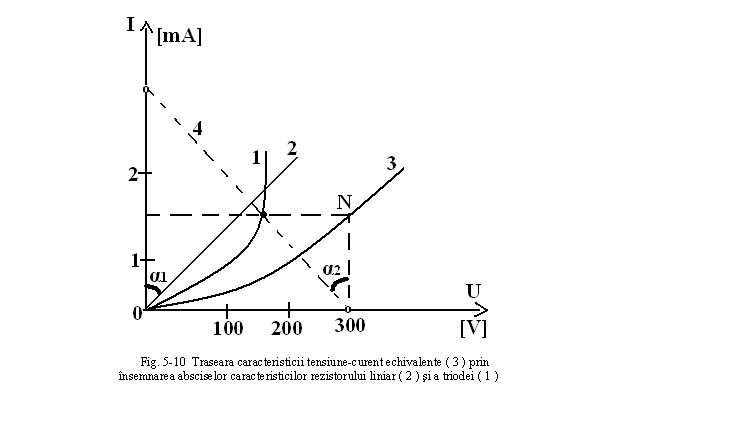 I
[mA]
4
1
2
3
2
N
1
α1
α2
U
0
100
200
300
[V]
Fig. 5-10 Traseara caracteristicii tensiune-curent echivalente ( 3 ) prin
însemnarea absciselor caracteristicilor rezistorului liniar ( 2 ) şi a triodei ( 1 )